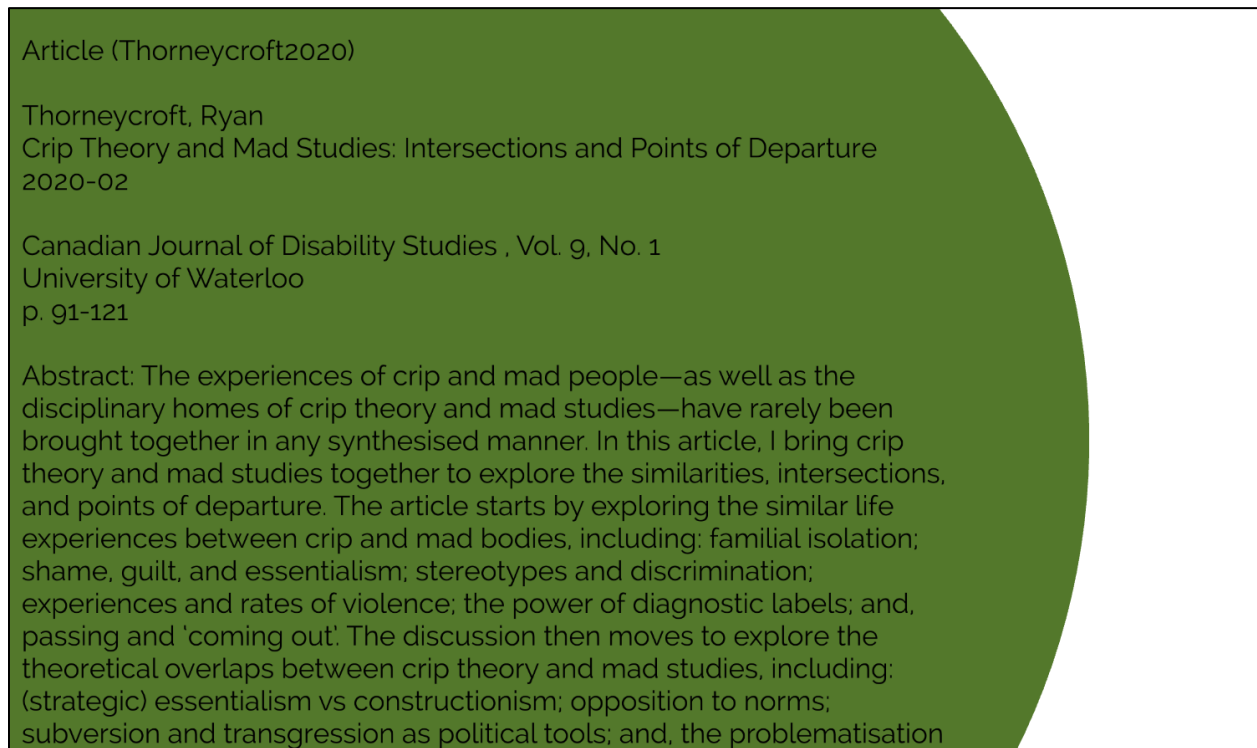 Article (Thorneycroft2020)
Thorneycroft, Ryan
Crip Theory and Mad Studies: Intersections and Points of Departure
2020-02
Canadian Journal of Disability Studies , Vol. 9, No. 1
University of Waterloo
p. 91-121
Abstract: The experiences of crip and mad people—as well as the
disciplinary homes of crip theory and mad studies—have rarely been
brought together in any synthesised manner. In this article, I bring crip
theory and mad studies together to explore the similarities, intersections,
and points of departure. The article starts by exploring the similar life
experiences between crip and mad bodies, including: familial isolation;
shame, guilt, and essentialism; stereotypes and discrimination;
experiences and rates of violence; the power of diagnostic labels; and,
passing and ‘coming out’. The discussion then moves to explore the
theoretical overlaps between crip theory and mad studies, including:
(strategic) essentialism vs constructionism; opposition to norms;
subversion and transgression as political tools; and, the problematisation